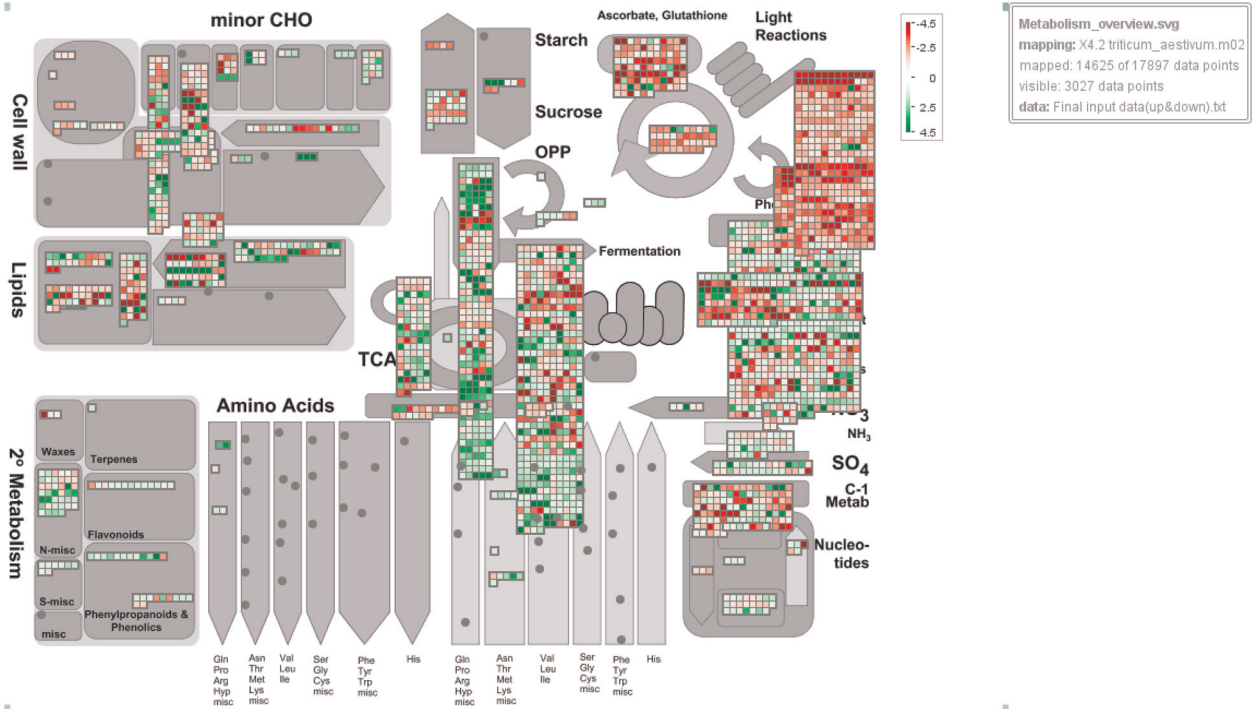 minor CHO
Ascorbate, Glutathione
Light
Reactions
Starch
Sucrose
OPP
Cell wall
Fermentation
Lipids
TCA
Amino Acids
3
NH3
SO4
C-1
Metab
Nucleo-
tides
2º Metabolism
Waxes
Terpenes
Flavonoids
N-misc
S-misc
Phenylpropanoids &
Phenolics
misc
Gln
Pro
Arg
Hyp
misc
Asn
Thr
Met
Lys
misc
Val
Leu
Ile
Ser
Gly
Cys
misc
Phe
Tyr
Trp
misc
His
Gln
Pro
Arg
Hyp
misc
Asn
Thr
Met
Lys
misc
Val
Leu
Ile
Ser
Gly
Cys
misc
Phe
Tyr
Trp
misc
His
-4.5
-2.5
0
2.5
4.5
Metabolism_overview.svg
mapping: X4.2 triticum_aestivum.m02
mapped: 14625 of 17897 data points
visible: 3027 data points
data: Final input data(up&down).txt